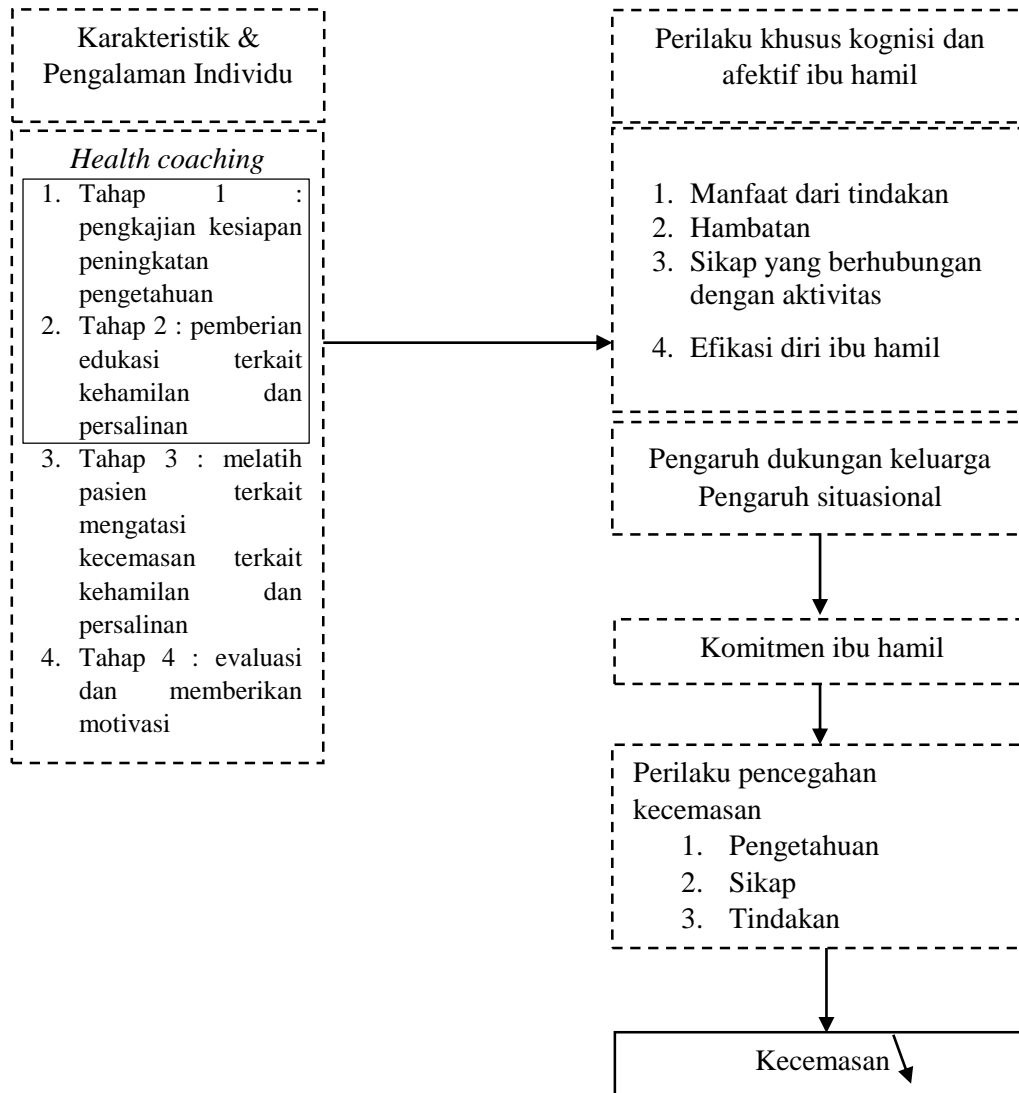 Karakteristik &
Pengalaman Individu
Health coaching
1. Tahap 1 :
pengkajian kesiapan
peningkatan
pengetahuan
2. Tahap 2 : pemberian
edukasi terkait
kehamilan dan
persalinan
3. Tahap 3 : melatih
pasien terkait
mengatasi
kecemasan terkait
kehamilan dan
persalinan
4. Tahap 4 : evaluasi
dan memberikan
motivasi
Perilaku khusus kognisi dan
afektif ibu hamil
1. Manfaat dari tindakan
2. Hambatan
3. Sikap yang berhubungan
dengan aktivitas
4. Efikasi diri ibu hamil
Pengaruh dukungan keluarga
Pengaruh situasional
Komitmen ibu hamil
Perilaku pencegahan
kecemasan
1. Pengetahuan
2. Sikap
3. Tindakan
Kecemasan